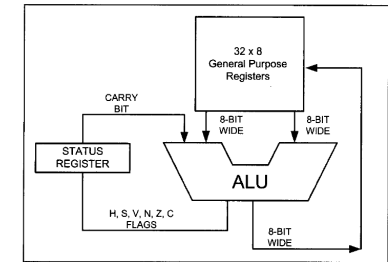 32 x 8
General Purpose
Registers
CARRY
BIT
8-BIT
WIDE
8-BIT
WIDE
STATUS
REGISTER
ALU
H, S, V, N, Z, C
FLAGS
8-BIT
WIDE